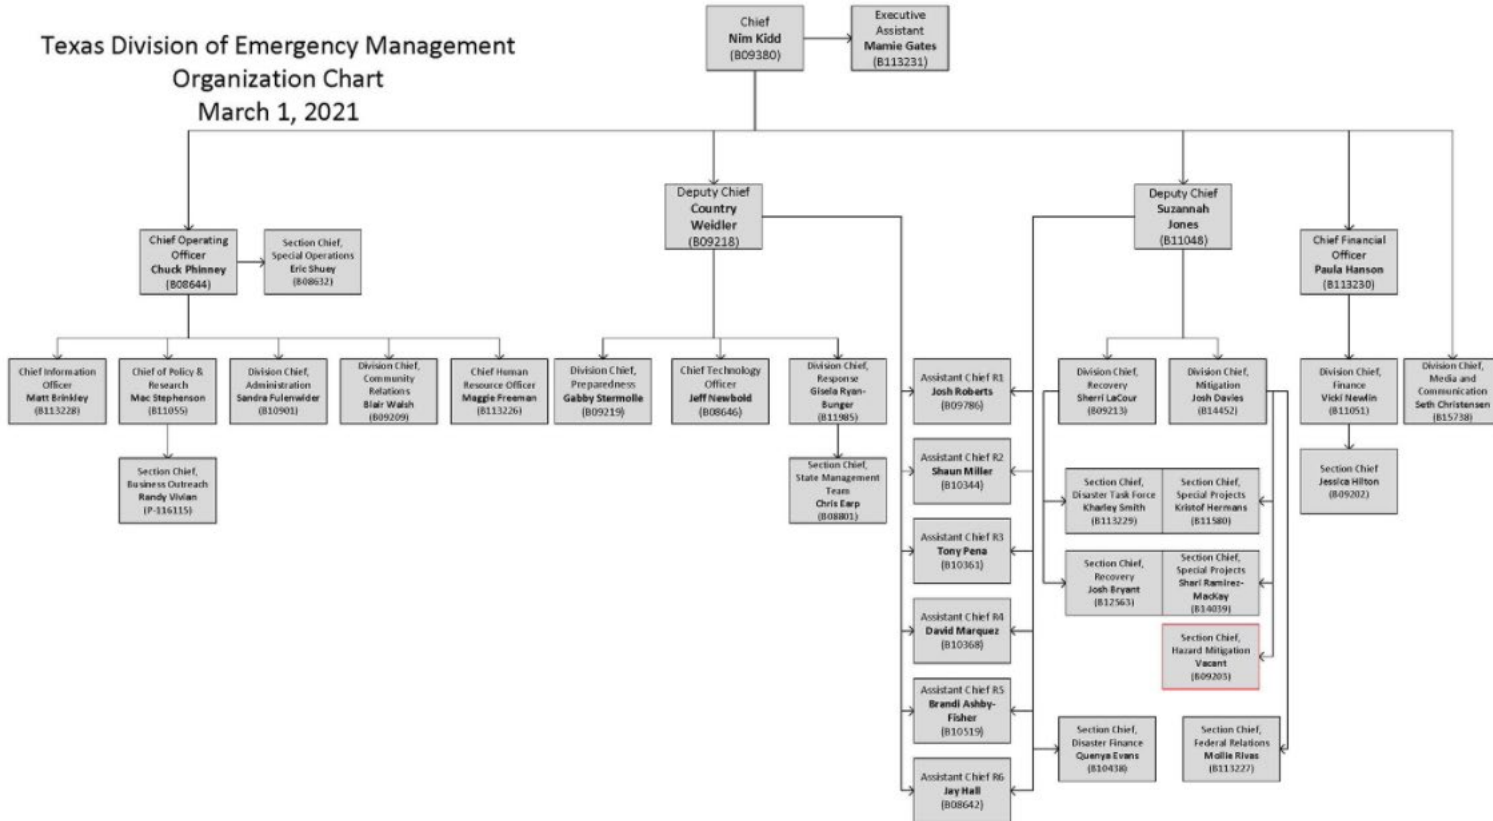 Texas Division of Emergency Management
Organization Chart
March 1, 2021
Chief
Nim Kidd
(B09380)
Executive
Assistant
Mamie Gates
(B113231)
Deputy Chief
Country
Weidler
(B09218)
Deputy Chief
Suzannah
Jones
(B11048)
Chief Operating
Officer
Chuck Phinney
(B08644)
Section Chief,
Special Operations
Eric Shuey
(B08632)
Chief Financial
Officer
Paula Hanson
(B113230)
Chief Information
Officer
Matt Brinkley
(B113228)
Chief of Policy &
Research
Mac Stephenson
(B11055)
Division Chief,
Administration
Sandra Fulenwider
(B10901)
Division Chief,
Community
Relations
Blair Walsh
(B09209)
Chief Human
Resource Officer
Maggie Freeman
(B113226)
Division Chief,
Preparedness
Gabby Stermolle
(B09219)
Chief Technology
Officer
Jeff Newbold
(B08646)
Division Chief,
Response
Gisela Ryan-
Bunger
(B11985)
Assistant Chief R1
Josh Roberts
(B09786)
Division Chief,
Recovery
Sherri LaCour
(B09213)
Division Chief,
Mitigation
Josh Davies
(B14452)
Division Chief,
Finance
Vicki Newlin
(B11051)
Division Chief,
Media and
Communication
Seth Christensen
(B15738)
Section Chief,
Business Outreach
Randy Vivian
(P-116115)
Section Chief,
State Management
Team
Chris Earp
(B08801)
Assistant Chief R2
Shaun Miller
(B10344)
Section Chief,
Disaster Task Force
Kharley Smith
(B113229)
Section Chief,
Special Projects
Kristof Hermans
(B11580)
Section Chief
Jessica Hilton
(B09202)
Assistant Chief R3
Tony Pena
(B10361)
Section Chief,
Recovery
Josh Bryant
(B12563)
Section Chief,
Special Projects
Shari Ramirez-
MacKay
(B14039)
Assistant Chief R4
David Marquez
(B10368)
Section Chief,
Hazard Mitigation
Vacant
(B09203)
Assistant Chief R5
Brandi Ashby-
Fisher
(B10519)
Section Chief,
Disaster Finance
Quenya Evans
(B10438)
Section Chief,
Federal Relations
Mollie Rivas
(B113227)
Assistant Chief R6
Jay Hall
(B08642)